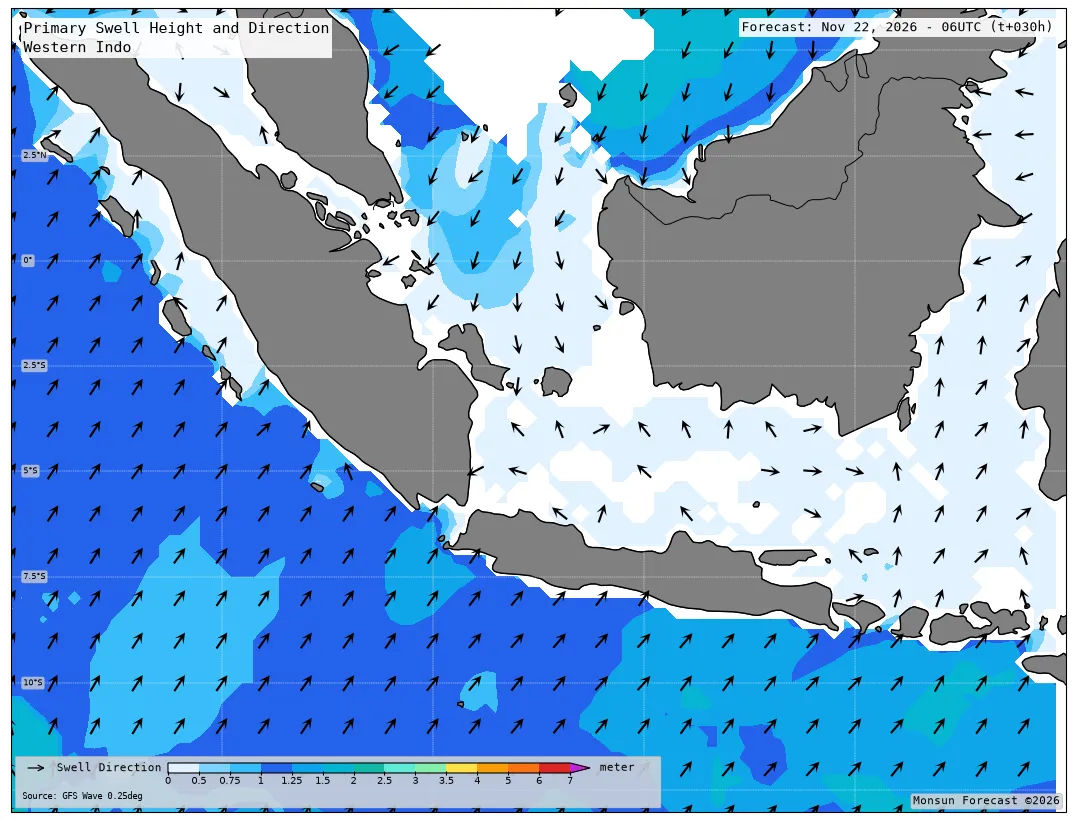 Primary Swell Height and Direction
Western Indo
Forecast: Nov 22, 2026 - 06UTC (t+030h)
2.5°N
0°
2.5°S
5°S
7.5°S
10°S
Swell Direction
0 0.5 0.75 1 1.25 1.5 2 2.5 3 3.5 4 5 6 7
meter
Source: GFS Wave 0.25deg
Monsun Forecast ©2026